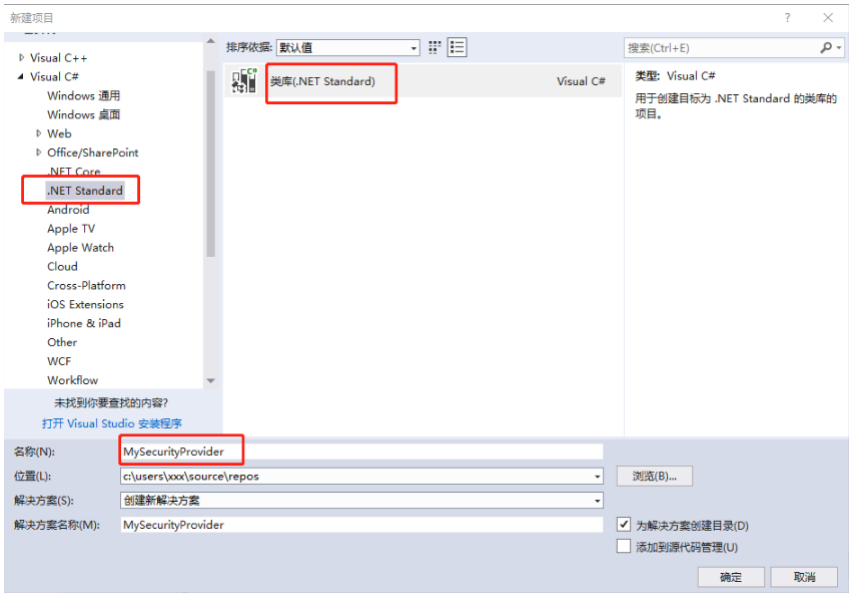 新建项目
排序依据: 默认值
搜索(Ctrl+E)
Visual C++
Visual C#
Windows 通用
Windows 桌面
Web
Office/SharePoint
.NET Core
.NET Standard
Android
Apple TV
Apple Watch
Cloud
Cross-Platform
iOS Extensions
iPhone & iPad
Other
WCF
Workflow
未找到你要查找的内容?
打开 Visual Studio 安装程序
类库(.NET Standard)
Visual C#
类型: Visual C#
用于创建目标为 .NET Standard 的类库的
项目。
名称(N):
MySecurityProvider
位置(L):
c:\users\xxx\source\repos
浏览(B)...
解决方案(S):
创建新解决方案
解决方案名称(M):
MySecurityProvider
为解决方案创建目录(D)
添加到源代码管理(U)
确定
取消